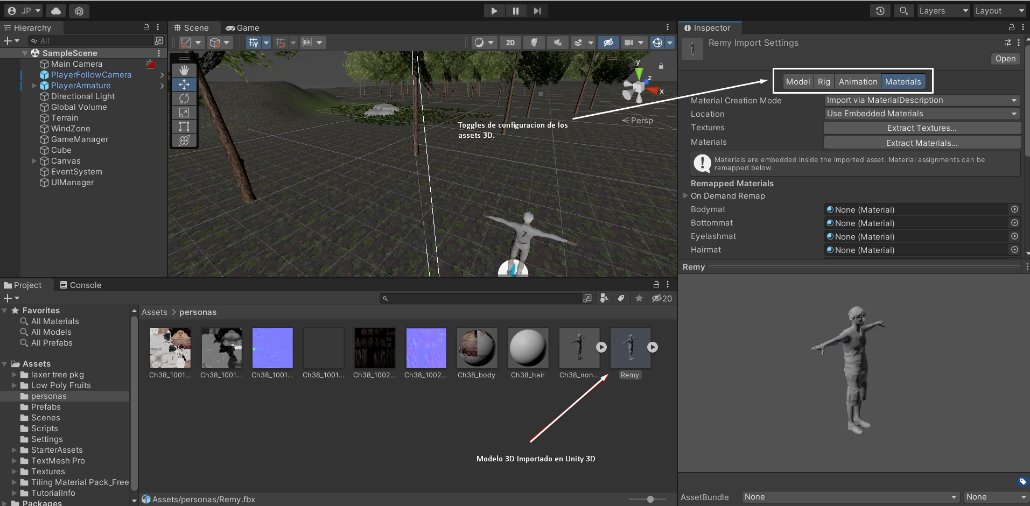 JP
Layers
Layout
Hierarchy
All
SampleScene
Main Camera
PlayerFollowCamera
PlayerArmature
Directional Light
Global Volume
Terrain
WindZone
GameManager
Cube
Canvas
EventSystem
UIManager
Scene
Game
2D
y
z
x
Persp
Toggles de configuracion de los
assets 3D.
Inspector
Remy Import Settings
Open
Model Rig Animation Materials
Material Creation Mode Import via MaterialDescription
Location Use Embedded Materials
Textures Extract Textures...
Materials Extract Materials...
Materials are embedded inside the imported asset. Material assignments can be
remapped below.
Remapped Materials
On Demand Remap
Bodymat None (Material)
Bottommat None (Material)
Eyelashmat None (Material)
Hairmat None (Material)
Remy
AssetBundle None None
Project
Console
20
Favorites
All Materials
All Models
All Prefabs
Assets
laxer tree pkg
Low Poly Fruits
personas
Prefabs
Scenes
Scripts
Settings
StarterAssets
TextMesh Pro
Textures
Tiling Material Pack_Free
TutorialInfo
Packages
Assets > personas
Ch38_1001... Ch38_1001... Ch38_1001... Ch38_1001... Ch38_1002... Ch38_1002... Ch38_body Ch38_hair Ch38_non... Remy
Modelo 3D Importado en Unity 3D
Assets/personas/Remy.fbx